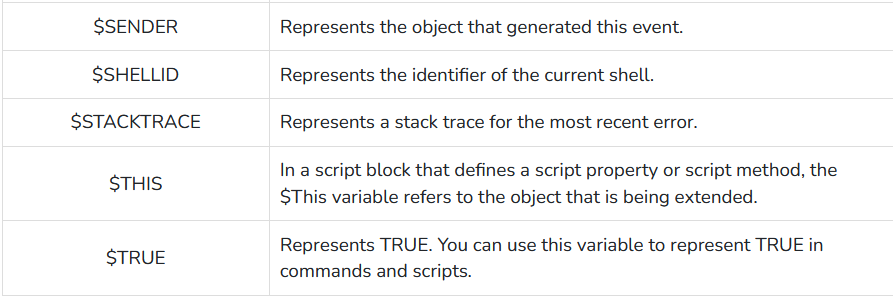 $SENDER
Represents the object that generated this event.
$SHELLID
Represents the identifier of the current shell.
$STACKTRACE
Represents a stack trace for the most recent error.
$THIS
In a script block that defines a script property or script method, the
$This variable refers to the object that is being extended.
$TRUE
Represents TRUE. You can use this variable to represent TRUE in
commands and scripts.